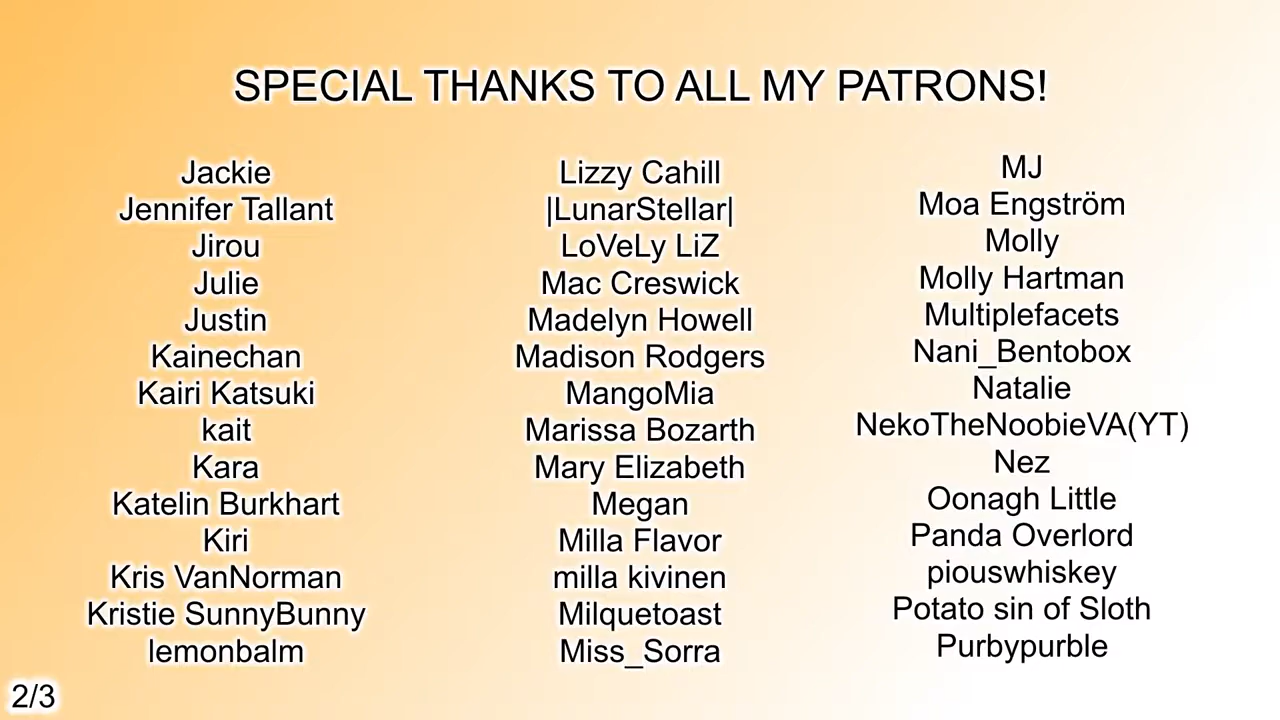 SPECIAL THANKS TO ALL MY PATRONS!
Jackie
Jennifer Tallant
Jirou
Julie
Justin
Kainechan
Kairi Katsuki
kait
Kara
Katelin Burkhart
Kiri
Kris VanNorman
Kristie SunnyBunny
lemonbalm
Lizzy Cahill
|LunarStellar|
LoVeLy LiZ
Mac Creswick
Madelyn Howell
Madison Rodgers
MangoMia
Marissa Bozarth
Mary Elizabeth
Megan
Milla Flavor
milla kivinen
Milquetoast
Miss_Sorra
MJ
Moa Engström
Molly
Molly Hartman
Multiplefacets
Nani_Bentobox
Natalie
NekoTheNoobieVA(YT)
Nez
Oonagh Little
Panda Overlord
piouswhiskey
Potato sin of Sloth
Purbypurble
2/3